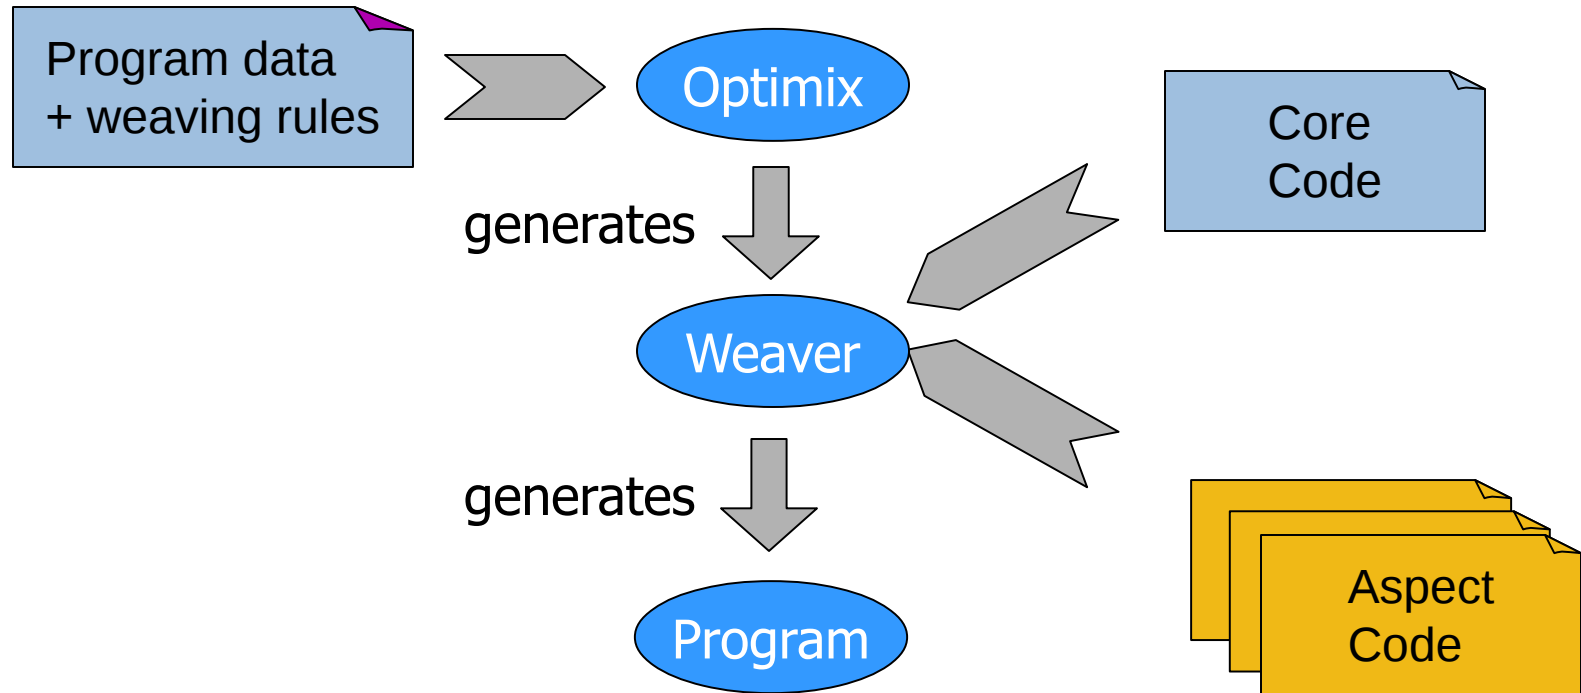 Program data
+ weaving rules
Optimix
Core
Code
generates
Weaver
generates
Aspect
Code
Program